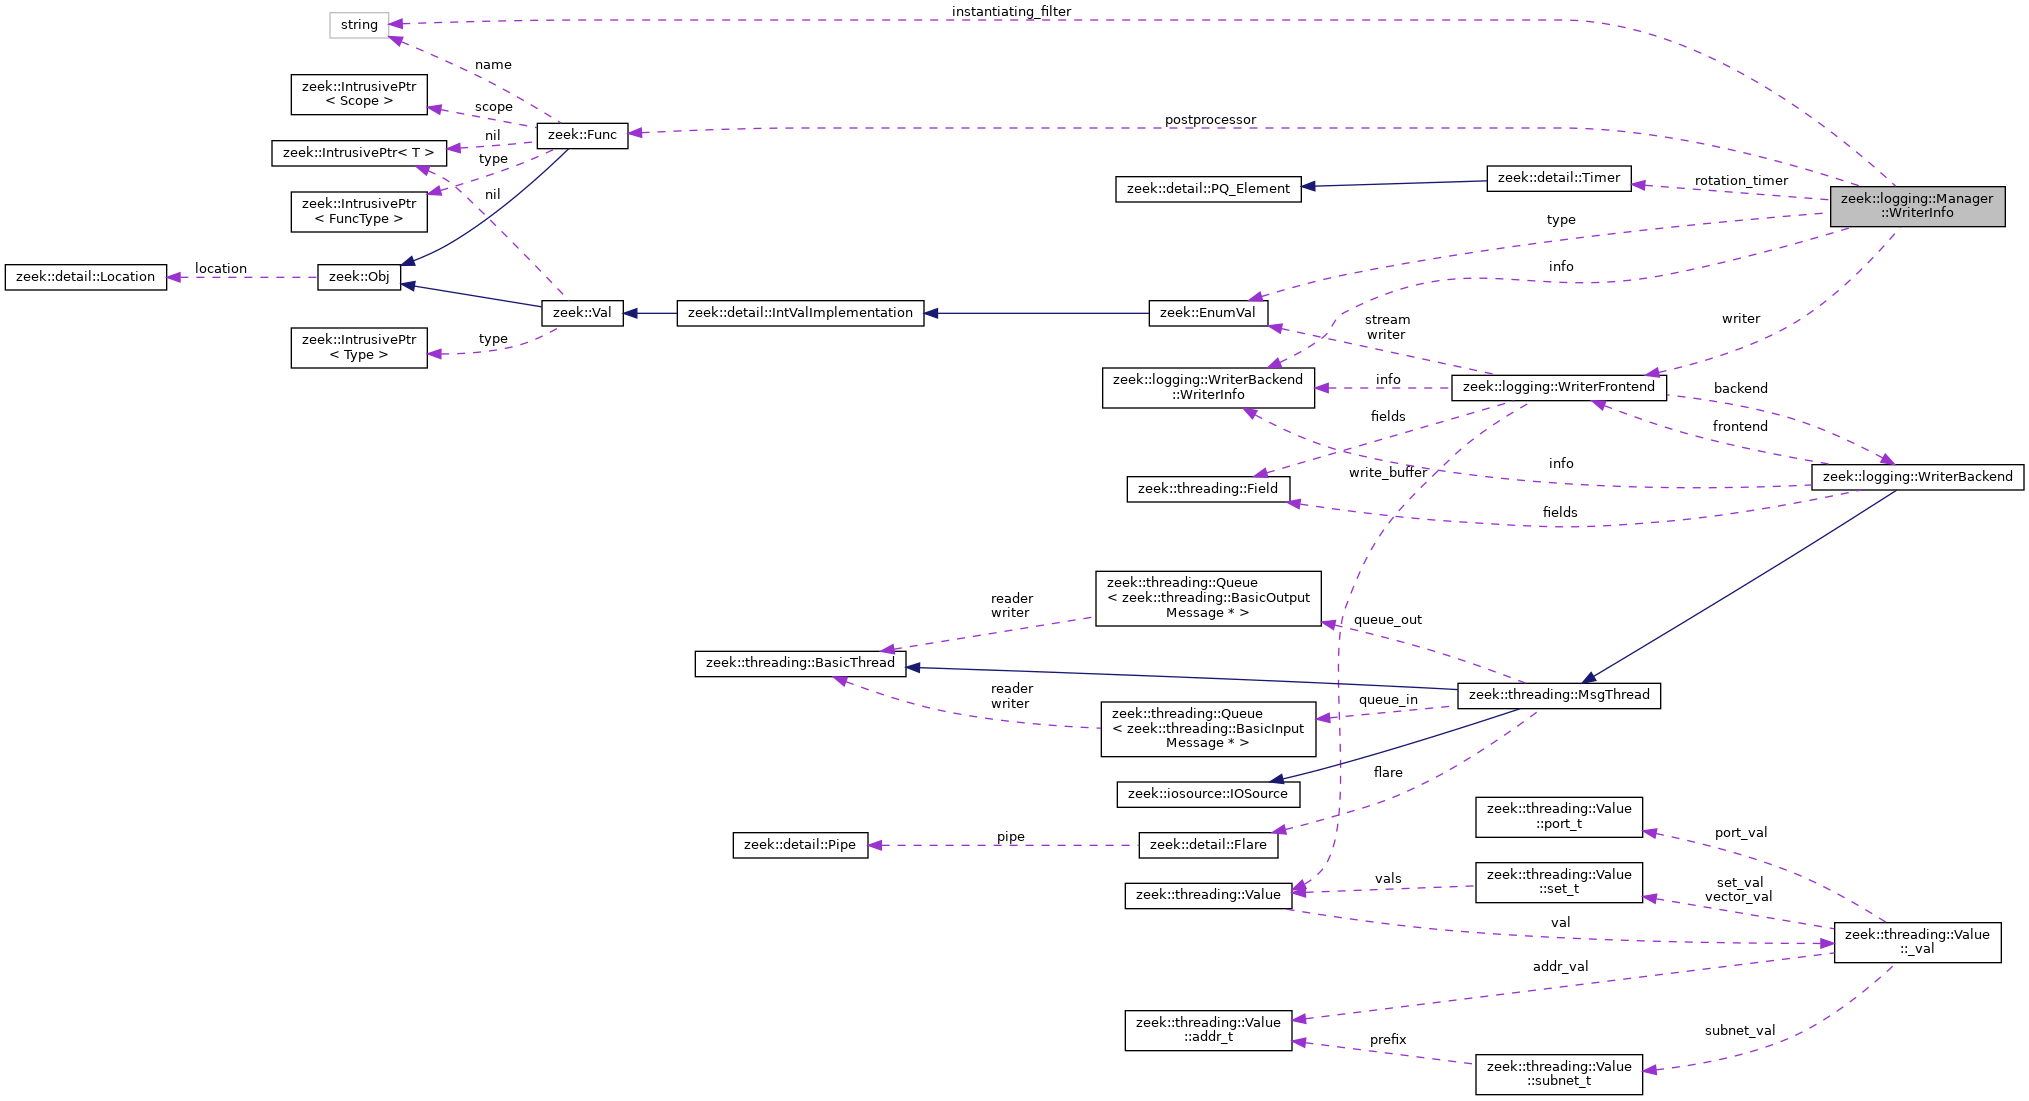 instantiating_filter
string
name
zeek::IntrusivePtr
< Scope >
scope
postprocessor
zeek::Func
nil
zeek::IntrusivePtr< T >
type
nil
zeek::IntrusivePtr
< FuncType >
zeek::detail::PQ_Element
zeek::detail::Timer
rotation_timer
zeek::logging::Manager
::WriterInfo
type
info
location
zeek::detail::Location
zeek::Obj
zeek::Val
zeek::detail::IntValImplementation
zeek::EnumVal
stream
writer
writer
zeek::IntrusivePtr
< Type >
type
zeek::logging::WriterBackend
::WriterInfo
info
zeek::logging::WriterFrontend
backend
fields
frontend
write_buffer
info
zeek::logging::WriterBackend
zeek::threading::Field
fields
zeek::threading::Queue
< zeek::threading::BasicOutput
Message * >
reader
writer
queue_out
zeek::threading::BasicThread
reader
writer
zeek::threading::MsgThread
queue_in
zeek::threading::Queue
< zeek::threading::BasicInput
Message * >
flare
zeek::iosource::IOSource
zeek::threading::Value
::port_t
port_val
zeek::detail::Pipe
pipe
zeek::detail::Flare
zeek::threading::Value
vals
zeek::threading::Value
::set_t
set_val
vector_val
val
zeek::threading::Value
::_val
addr_val
zeek::threading::Value
::addr_t
prefix
subnet_val
zeek::threading::Value
::subnet_t